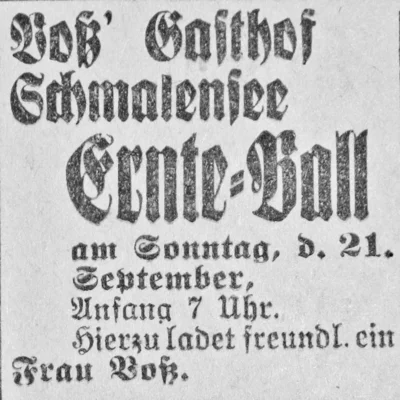 Voß' Gasthof
Schmalensee
Ernte-Ball
am Sonntag, d. 21.
September,
Anfang 7 Uhr.
Hierzu ladet freundl. ein
Frau Voß.